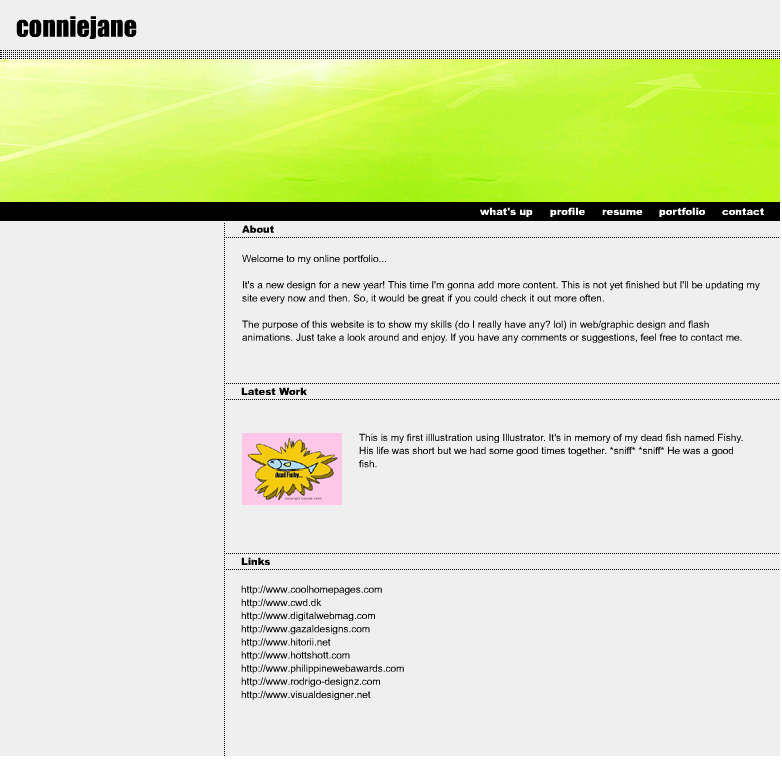 conniejane
what's up profile resume portfolio contact
About
Welcome to my online portfolio...
It's a new design for a new year! This time I'm gonna add more content. This is not yet finished but I'll be updating my
site every now and then. So, it would be great if you could check it out more often.
The purpose of this website is to show my skills (do I really have any? lol) in web/graphic design and flash
animations. Just take a look around and enjoy. If you have any comments or suggestions, feel free to contact me.
Latest Work
This is my first illlustration using Illustrator. It's in memory of my dead fish named Fishy.
His life was short but we had some good times together. *sniff* *sniff* He was a good
fish.
dead Fishy...
Links
http://www.coolhomepages.com
http://www.cwd.dk
http://www.digitalwebmag.com
http://www.gazaldesigns.com
http://www.hitorii.net
http://www.hottshott.com
http://www.philippinewebawards.com
http://www.rodrigo-designz.com
http://www.visualdesigner.net